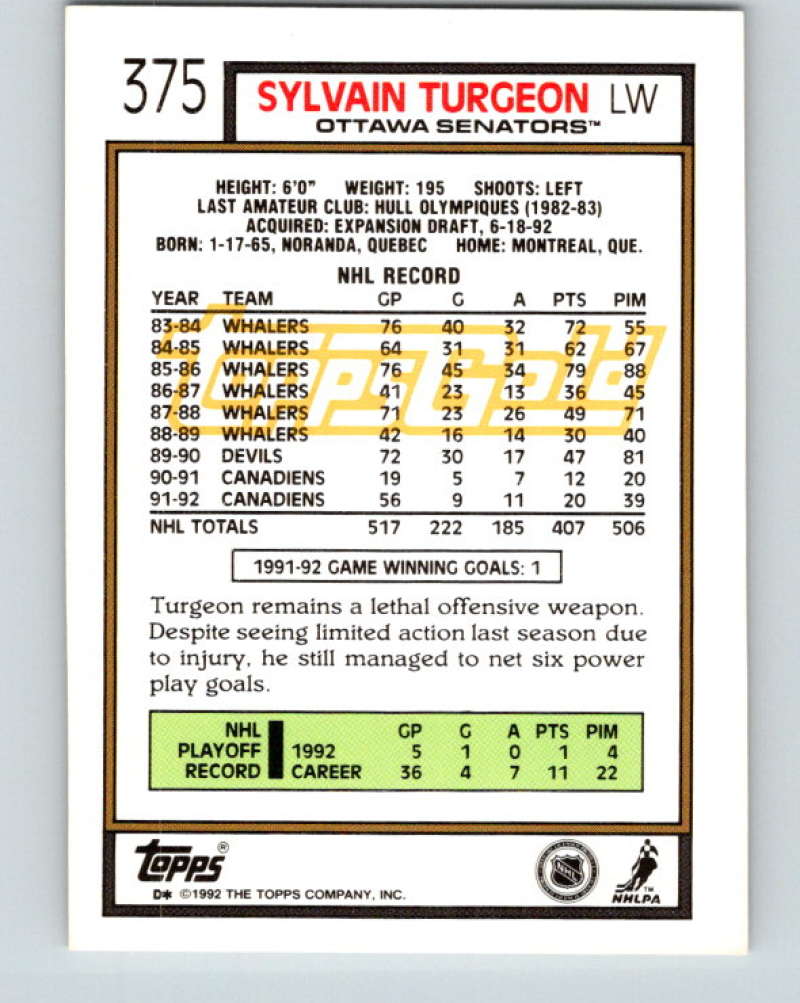 375
SYLVAIN TURGEON LW
OTTAWA SENATORS™
HEIGHT: 6'0" WEIGHT: 195 SHOOTS: LEFT
LAST AMATEUR CLUB: HULL OLYMPIQUES (1982-83)
ACQUIRED: EXPANSION DRAFT, 6-18-92
BORN: 1-17-65, NORANDA, QUEBEC HOME: MONTREAL, QUE.
NHL RECORD
YEAR TEAM GP G A PTS PIM
83-84 WHALERS 76 40 32 72 55
84-85 WHALERS 64 31 31 62 67
85-86 WHALERS 76 45 34 79 88
86-87 WHALERS 41 23 13 36 45
87-88 WHALERS 71 23 26 49 71
88-89 WHALERS 42 16 14 30 40
89-90 DEVILS 72 30 17 47 81
90-91 CANADIENS 19 5 7 12 20
91-92 CANADIENS 56 9 11 20 39
NHL TOTALS 517 222 185 407 506
ToppsGold
1991-92 GAME WINNING GOALS: 1
Turgeon remains a lethal offensive weapon.
Despite seeing limited action last season due
to injury, he still managed to net six power
play goals.
NHL GP G A PTS PIM
PLAYOFF 1992 5 1 0 1 4
RECORD CAREER 36 4 7 11 22
Topps®
D* ©1992 THE TOPPS COMPANY, INC.
NHL
™
NHLPA